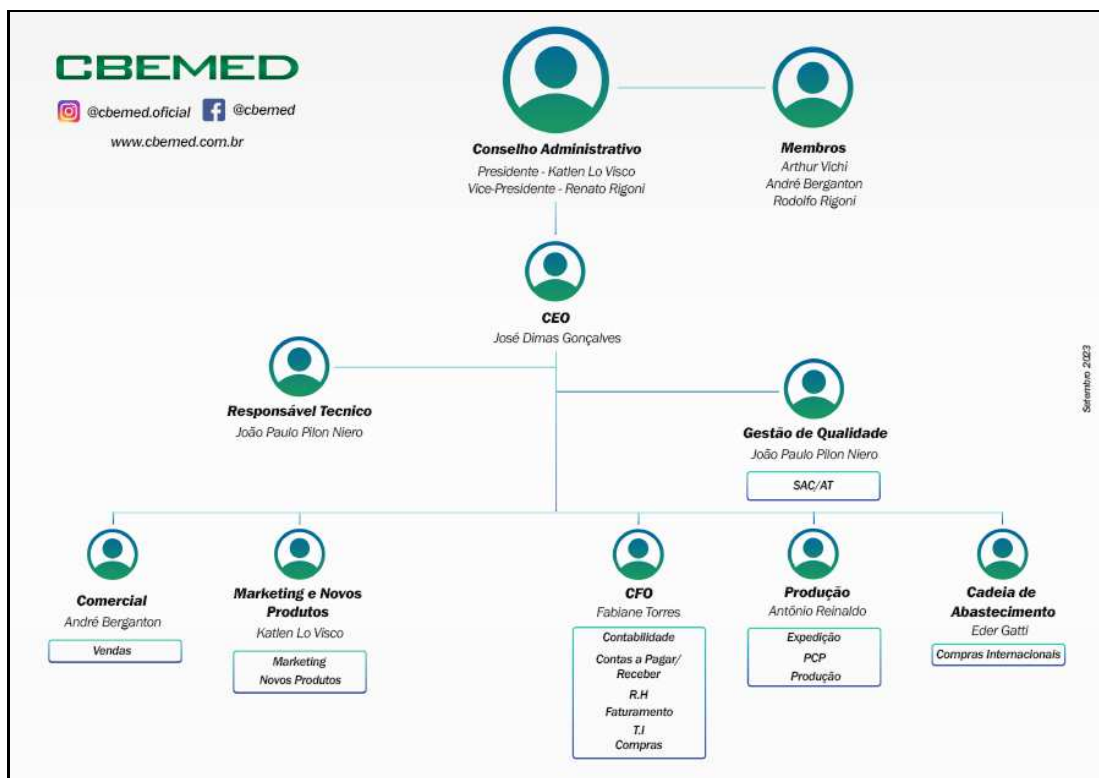 CBEMED
@cbemed.oficial @cbemed
www.cbemed.com.br
Conselho Administrativo
Presidente - Katlen Lo Visco
Vice-Presidente - Renato Rigoni
Membros
Arthur Vichi
André Berganton
Rodolfo Rigoni
CEO
José Dimas Gonçalves
Responsável Tecnico
João Paulo Pilon Niero
Gestão de Qualidade
João Paulo Pilon Niero
SAC/AT
Setembro 2023
Comercial
André Berganton
Vendas
Marketing e Novos
Produtos
Katlen Lo Visco
Marketing
Novos Produtos
CFO
Fabiane Torres
Contabilidade
Contas a Pagar/
Receber
R.H
Faturamento
T.I
Compras
Produção
Antônio Reinaldo
Expedição
PCP
Produção
Cadeia de
Abastecimento
Eder Gatti
Compras Internacionais